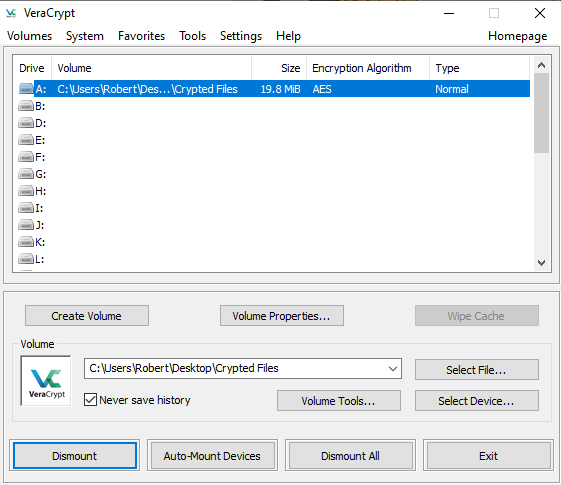 VeraCrypt
Volumes System Favorites Tools Settings Help Homepage
Drive Volume Size Encryption Algorithm Type
A: C:\Users\Robert\Des...\Crypted Files 19.8 MiB AES Normal
B:
D:
E:
F:
G:
H:
I:
J:
K:
L:
Create Volume Volume Properties... Wipe Cache
Volume
VeraCrypt
C:\Users\Robert\Desktop\Crypted Files Select File...
Never save history Volume Tools... Select Device...
Dismount Auto-Mount Devices Dismount All Exit